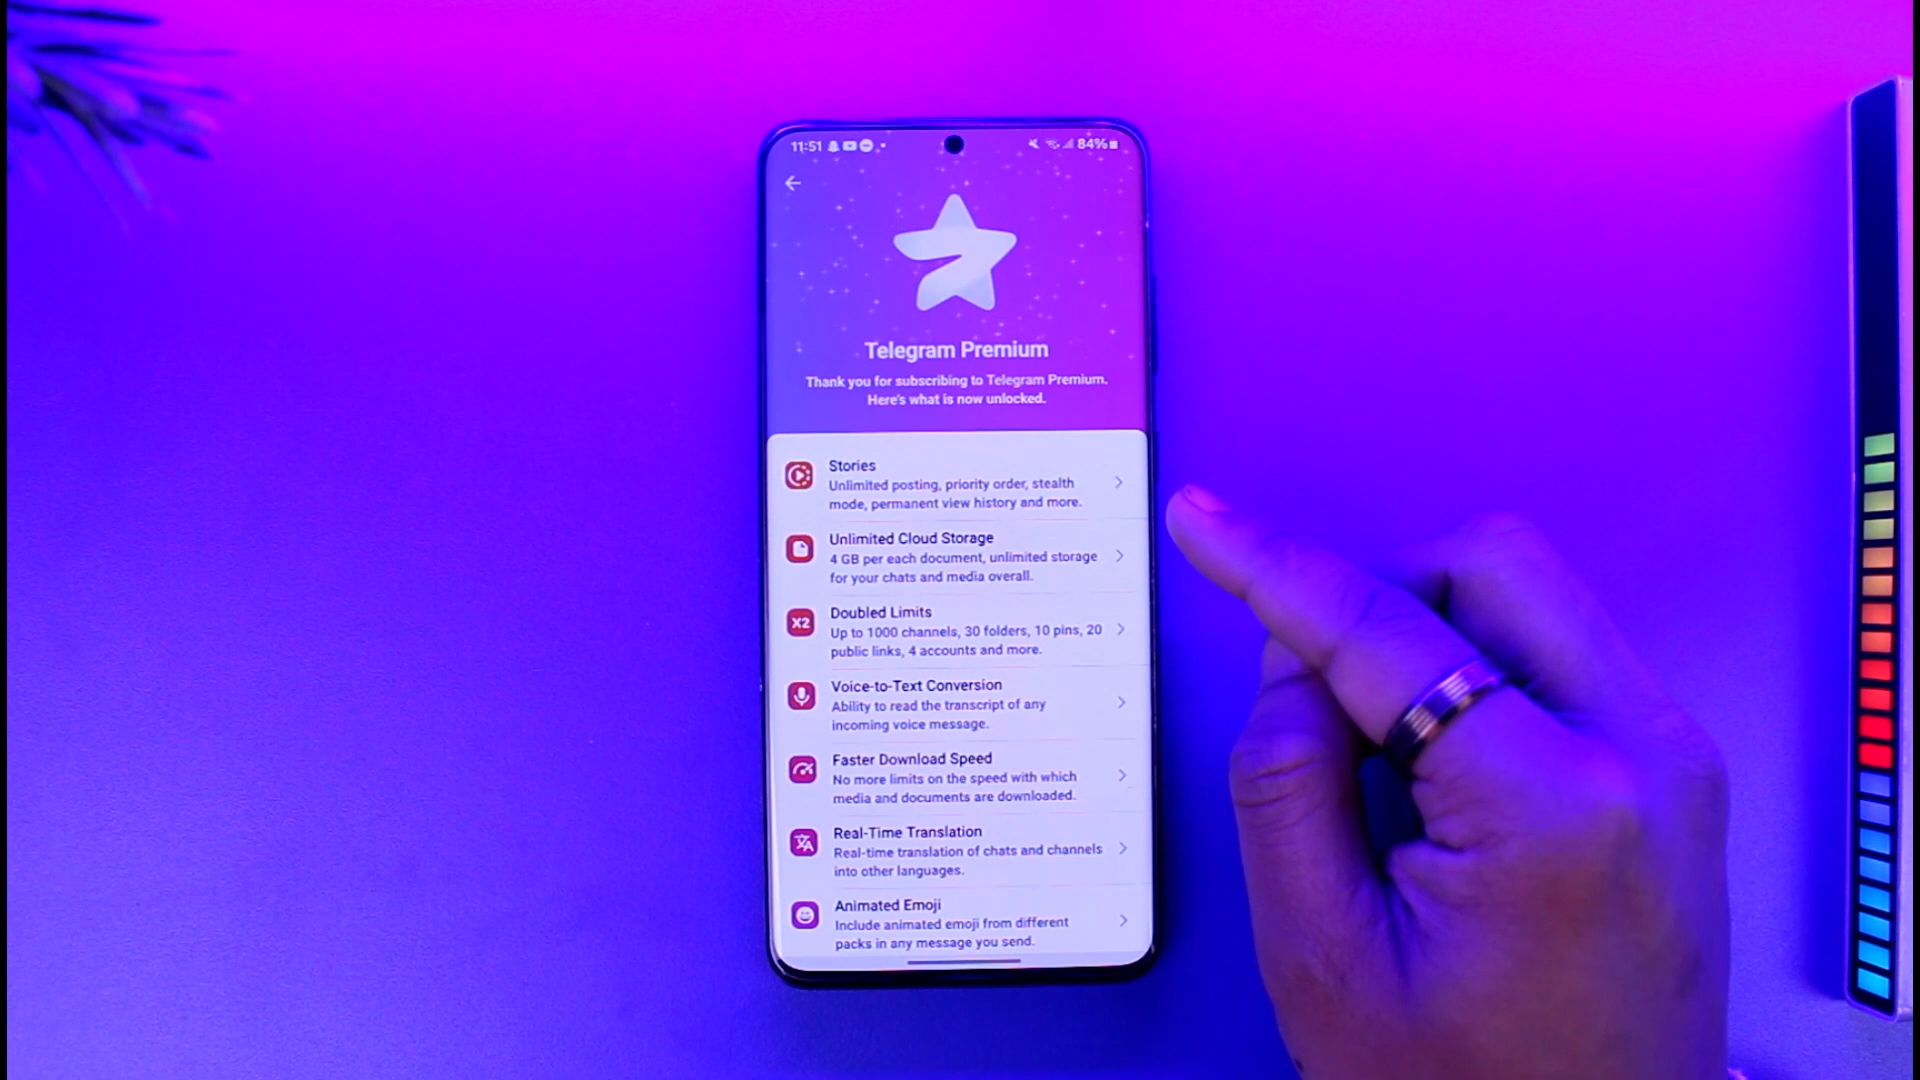 11:51
84%
Telegram Premium
Thank you for subscribing to Telegram Premium.
Here's what is now unlocked.
Stories
Unlimited posting, priority order, stealth
mode, permanent view history and more.
Unlimited Cloud Storage
4 GB per each document, unlimited storage
for your chats and media overall.
X2
Doubled Limits
Up to 1000 channels, 30 folders, 10 pins, 20
public links, 4 accounts and more.
Voice-to-Text Conversion
Ability to read the transcript of any
incoming voice message.
Faster Download Speed
No more limits on the speed with which
media and documents are downloaded.
Real-Time Translation
Real-time translation of chats and channels
into other languages.
Animated Emoji
Include animated emoji from different
packs in any message you send.